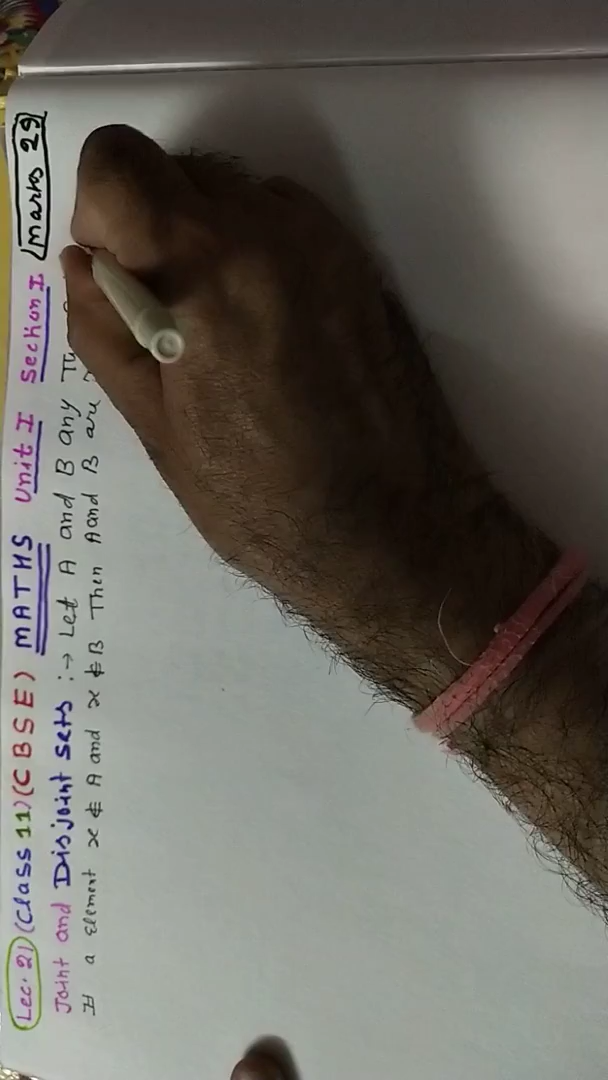 Lec. 21 (Class 11) (CBSE) MATHS Unit I Section I Marks 29
Joint and Disjoint sets :→ Let A and B any
If a Element x ∉ A and x ∉ B Then A and B are